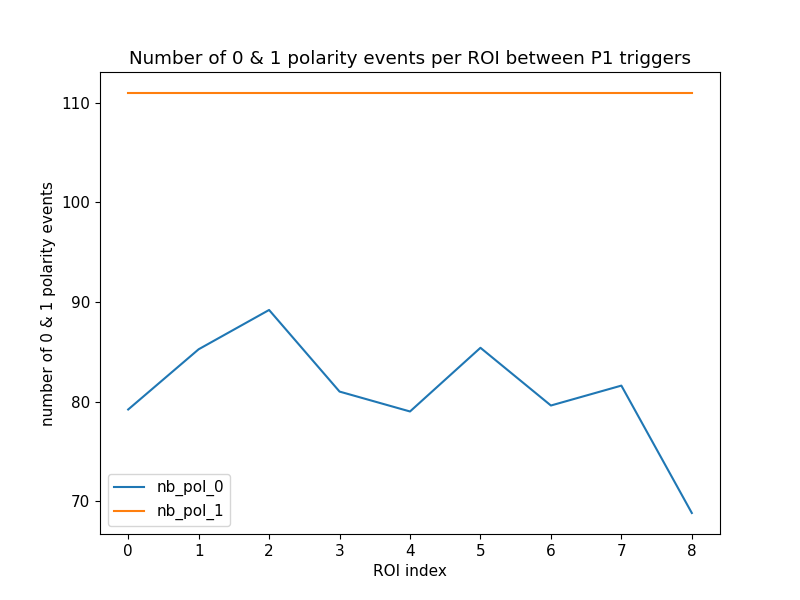 Number of 0 & 1 polarity events per ROI between P1 triggers
number of 0 & 1 polarity events
110
100
90
80
70
nb_pol_0
nb_pol_1
0 1 2 3 4 5 6 7 8
ROI index